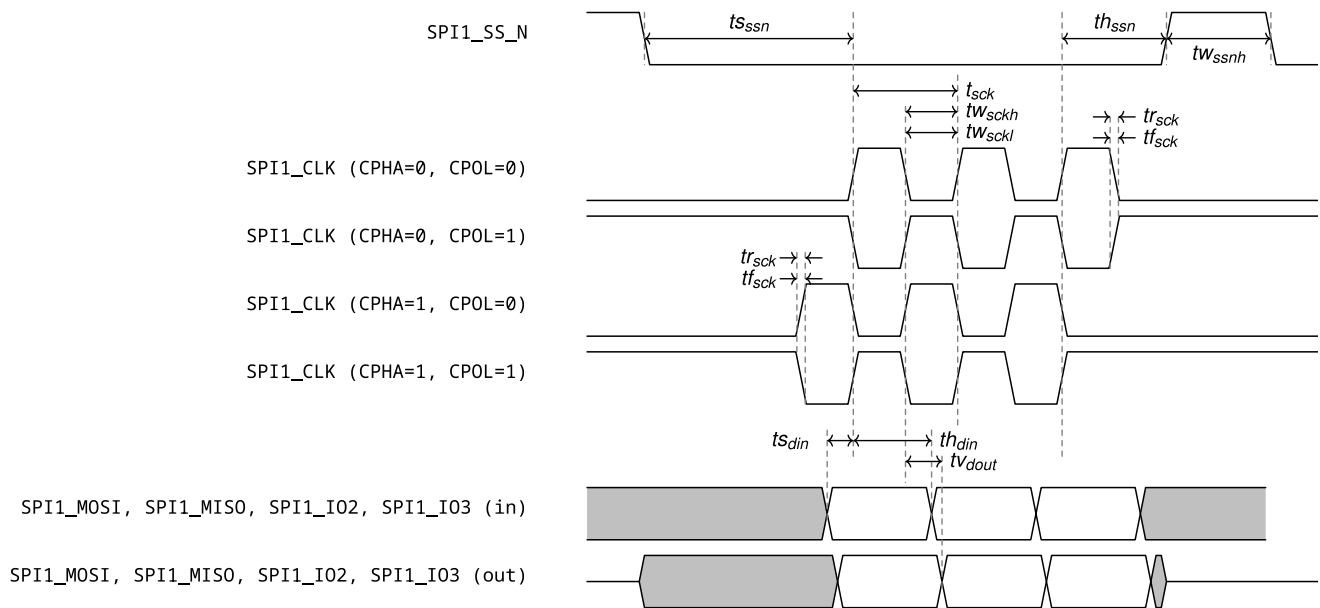 SPI1_SS_N
ts_ssn
th_ssn
tw_ssnh
t_sck
tw_sckh
tw_sckl
tr_sck
tf_sck
SPI1_CLK (CPHA=0, CPOL=0)
SPI1_CLK (CPHA=0, CPOL=1)
tr_sck
tf_sck
SPI1_CLK (CPHA=1, CPOL=0)
SPI1_CLK (CPHA=1, CPOL=1)
ts_din
th_din
tv_dout
SPI1_MOSI, SPI1_MISO, SPI1_IO2, SPI1_IO3 (in)
SPI1_MOSI, SPI1_MISO, SPI1_IO2, SPI1_IO3 (out)